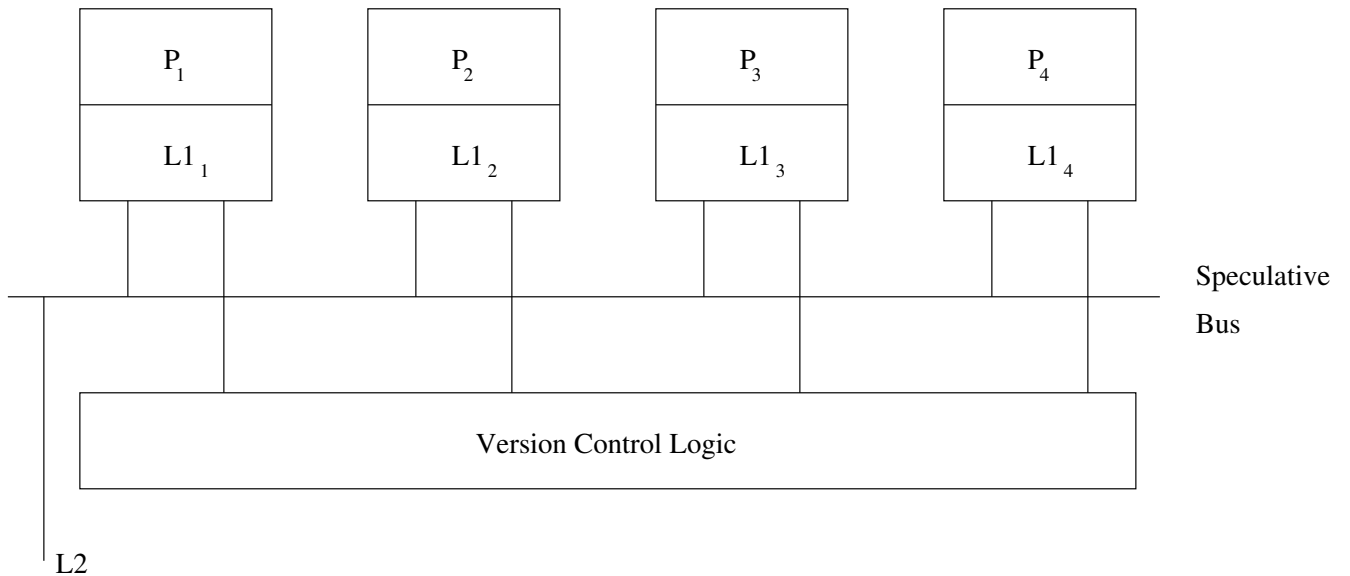 P1
P2
P3
P4
L1 1
L1 2
L1 3
L1 4
Speculative
Bus
Version Control Logic
L2